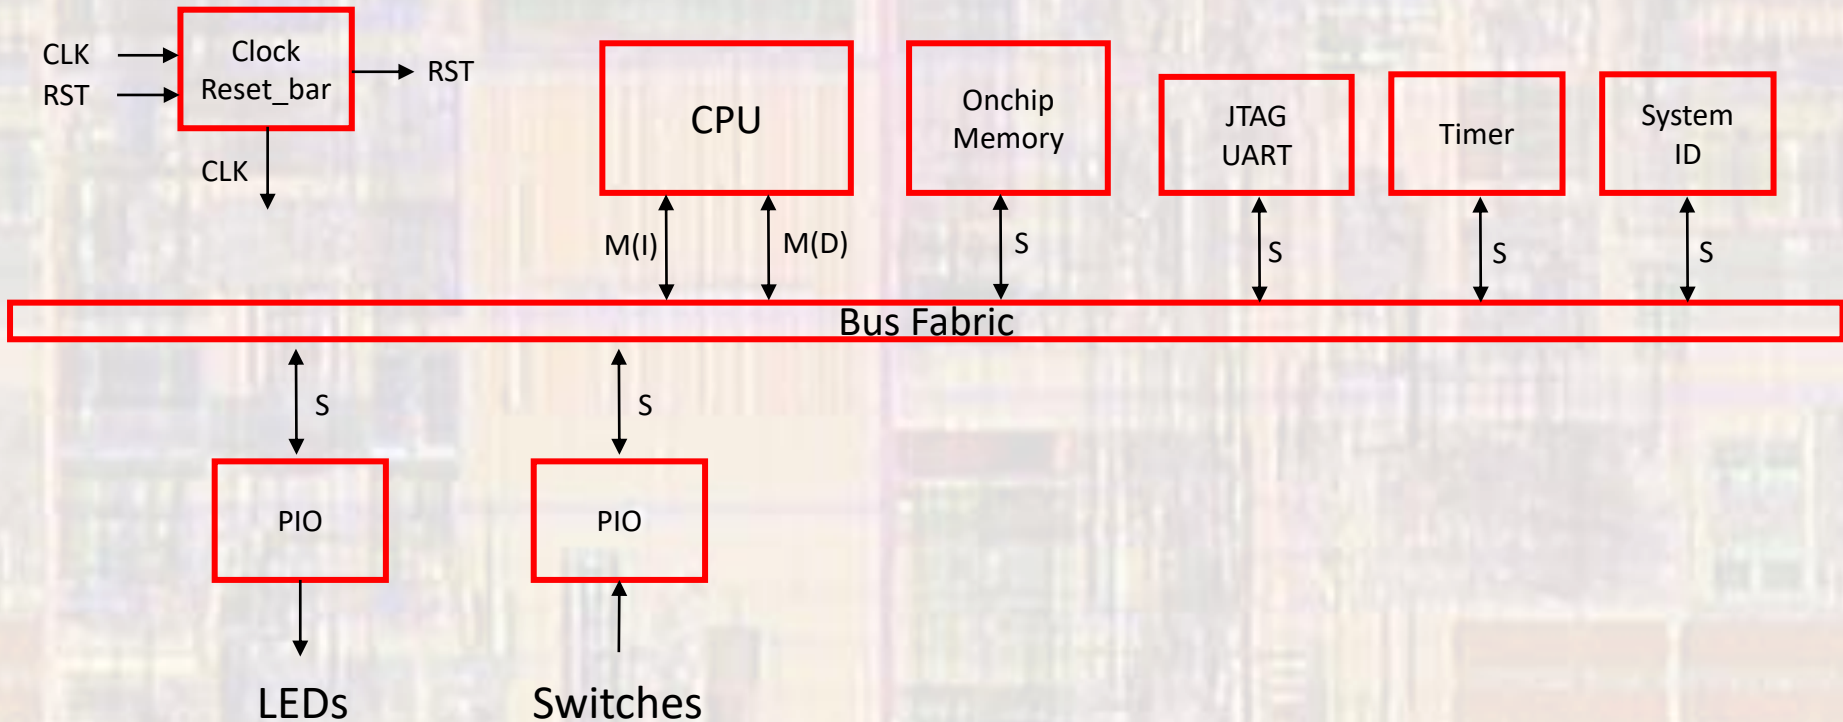 CLK
RST
Clock
Reset_bar
RST
CLK
CPU
Onchip
Memory
JTAG
UART
Timer
System
ID
M(I)
M(D)
S
S
S
S
Bus Fabric
S
S
PIO
PIO
LEDs
Switches